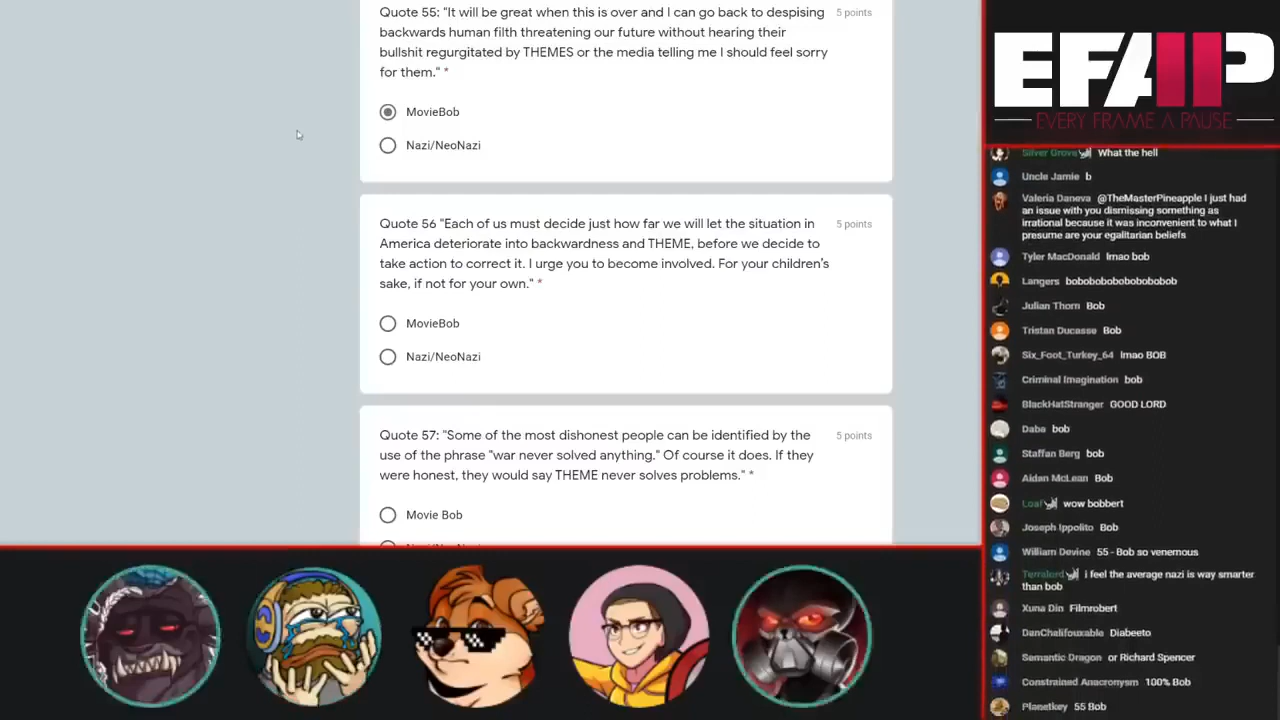 Quote 55: "It will be great when this is over and I can go back to despising
backwards human filth threatening our future without hearing their
bullshit regurgitated by THEMES or the media telling me I should feel sorry
for them." *
5 points
MovieBob
Nazi/NeoNazi
Quote 56 "Each of us must decide just how far we will let the situation in
America deteriorate into backwardness and THEME, before we decide to
take action to correct it. I urge you to become involved. For your children's
sake, if not for your own." *
5 points
MovieBob
Nazi/NeoNazi
Quote 57: "Some of the most dishonest people can be identified by the
use of the phrase "war never solved anything." Of course it does. If they
were honest, they would say THEME never solves problems." *
5 points
Movie Bob
EFAP
EVERY FRAME A PAUSE
Silver Grove What the hell
Uncle Jamie b
Valeria Daneva @TheMasterPineapple I just had
an issue with you dismissing something as
irrational because it was inconvenient to what I
presume are your egalitarian beliefs
Tyler MacDonald lmao bob
Langers bobobobobobobobob
Julian Thorn Bob
Tristan Ducasse Bob
Six_Foot_Turkey_64 lmao BOB
Criminal Imagination bob
BlackHatStranger GOOD LORD
Daba bob
Staffan Berg bob
Aidan McLean Bob
Loaf wow bobbert
Joseph Ippolito Bob
William Devine 55 - Bob so venemous
Terralord i feel the average nazi is way smarter
than bob
Xuna Din Filmrobert
DanChalifouxable Diabeeto
Semantic Dragon or Richard Spencer
Constrained Anacronysm 100% Bob
Planetkey 55 Bob